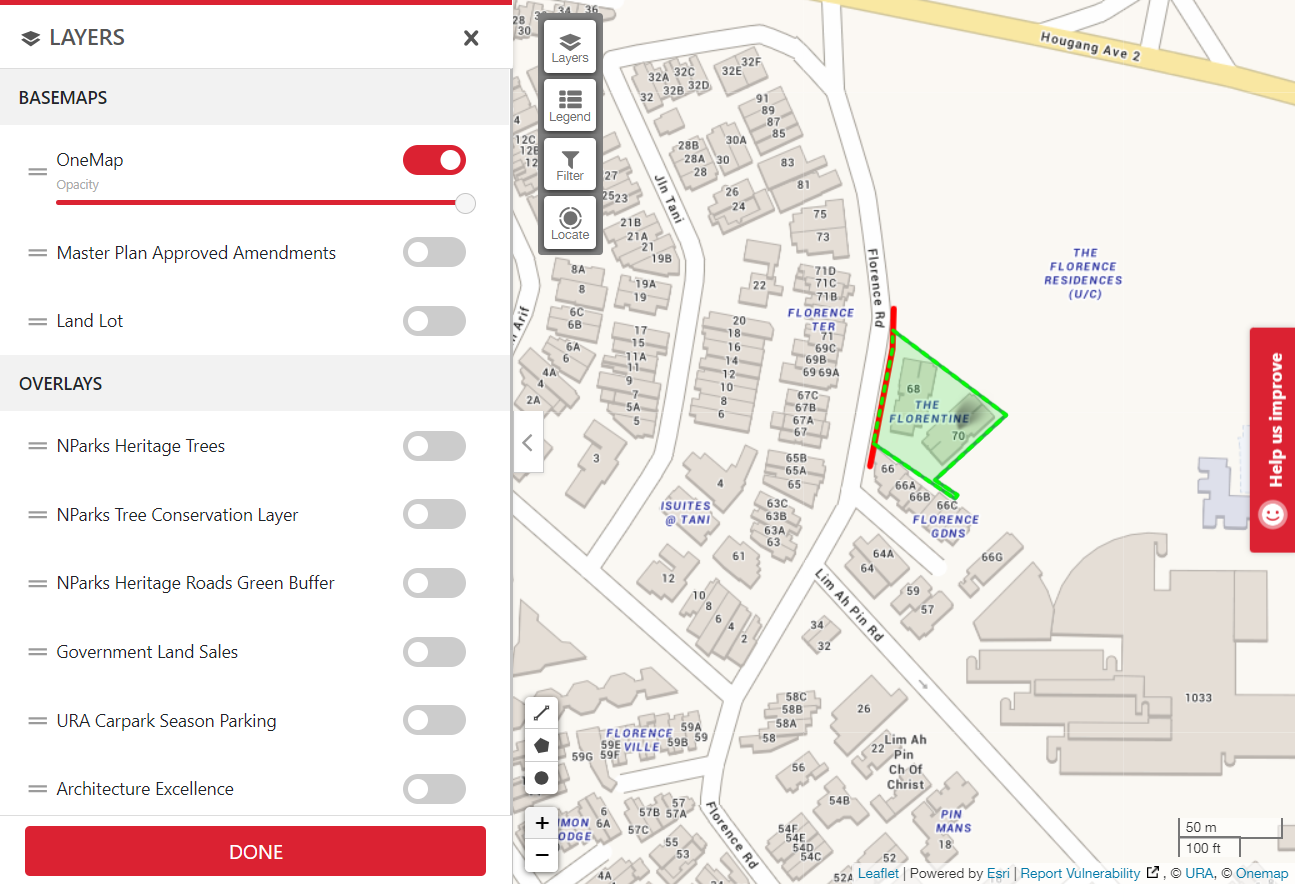 LAYERS
BASEMAPS
OneMap
Opacity
Master Plan Approved Amendments
Land Lot
OVERLAYS
NParks Heritage Trees
NParks Tree Conservation Layer
NParks Heritage Roads Green Buffer
Government Land Sales
URA Carpark Season Parking
Architecture Excellence
DONE
Layers
Legend
Filter
Locate
Hougang Ave 2
28
30
34
36
32A
32C
32B
32D
32
32E
32F
91
89
87
85
30A
30
28B
28A
28
83
81
26
24
75
73
Jln Tani
Florence Rd
12C
27
25
23
21B
21A
21
19B
8A
8
19A
19
22
71D
71C
71B
FLORENCE
TER
71
69C
69B
69
69A
6C
6B
17
15
6A
6
11A
11
9
7
5A
5
4A
4
2A
Arif
20
18
16
14
12
10
8
6
67C
67B
67A
67
65B
65A
65
3
4
ISUITES
@ TANI
63C
63B
63A
63
61
12
10
8
6
4
2
THE
FLORENCE
RESIDENCES
(U/C)
68
THE
FLORENTINE
70
66
66A
66B
66C
FLORENCE
GDNS
66G
64A
64
59
57
Lim Ah Pin Rd
34
32
1033
58C
58B
58A
58
26
22
Lim Ah
Pin
Ch Of
Christ
56
54B
54F
54E
54D
54C
52
52A
PIN
MANS
18
FLORENCE
VILLE
59A
59
59B
59E
59F
59G
57
57A
57B
57C
55
53
6
6A
4A
Florence Rd
Help us improve
50 m
100 ft
Leaflet | Powered by Esri | Report Vulnerability , © URA, © Onemap